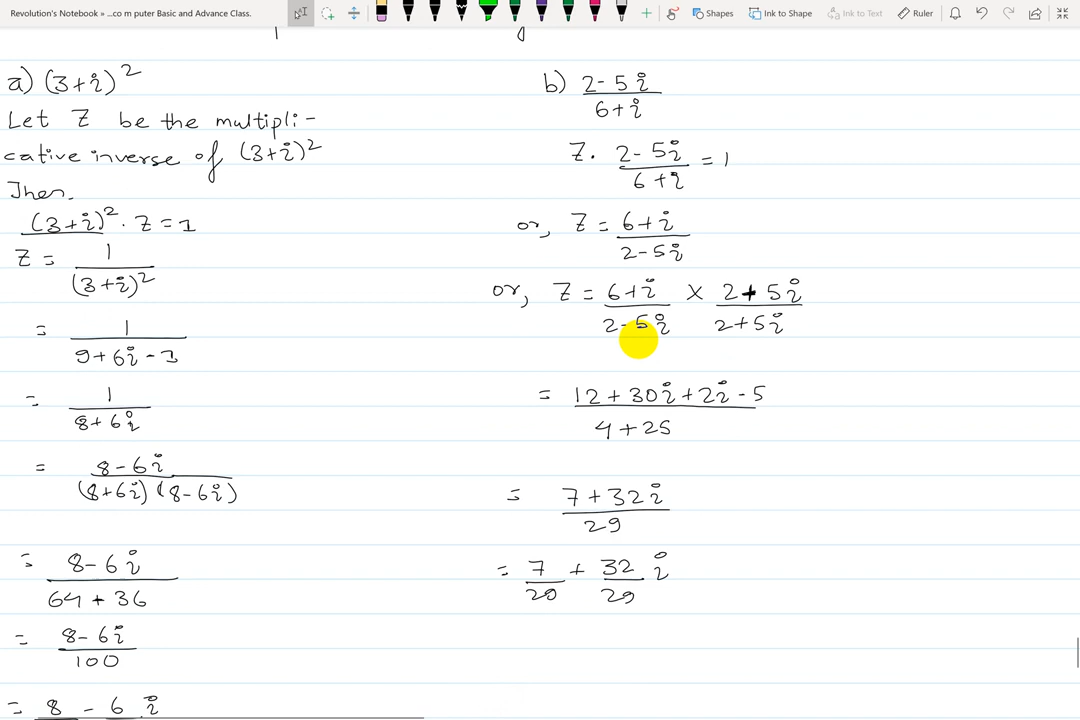 Revolution's Notebook » ...co m puter Basic and Advance Class.
Shapes
Ink to Shape
Ink to Text
Ruler
a) (3+i)²
Let Z be the multipli-
cative inverse of (3+i)²
Then.
(3+i)² · Z = 1
Z = 1/(3+i)²
= 1/(9+6i-1)
= 1/(8+6i)
= (8-6i)/((8+6i)(8-6i))
= (8-6i)/(64+36)
= (8-6i)/100
= 8 - 6 i
b) (2-5i)/(6+i)
Z. (2-5i)/(6+i) = 1
or, Z = (6+i)/(2-5i)
or, Z = (6+i)/(2-5i) × (2+5i)/(2+5i)
= (12+30i+2i-5)/(4+25)
= (7+32i)/29
= 7/29 + 32/29 i